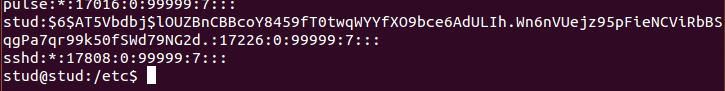 pulse:*:17016:0:99999:7:::
stud:$6$AT5Vbdbj$lOUZBnCBBcoY8459fT0twqWYYfXO9bce6AdULIh.Wn6nVUejz95pFieNCViRbBS
qgPa7qr99k50fSWd79NG2d.:17226:0:99999:7:::
sshd:*:17808:0:99999:7:::
stud@stud:/etc$